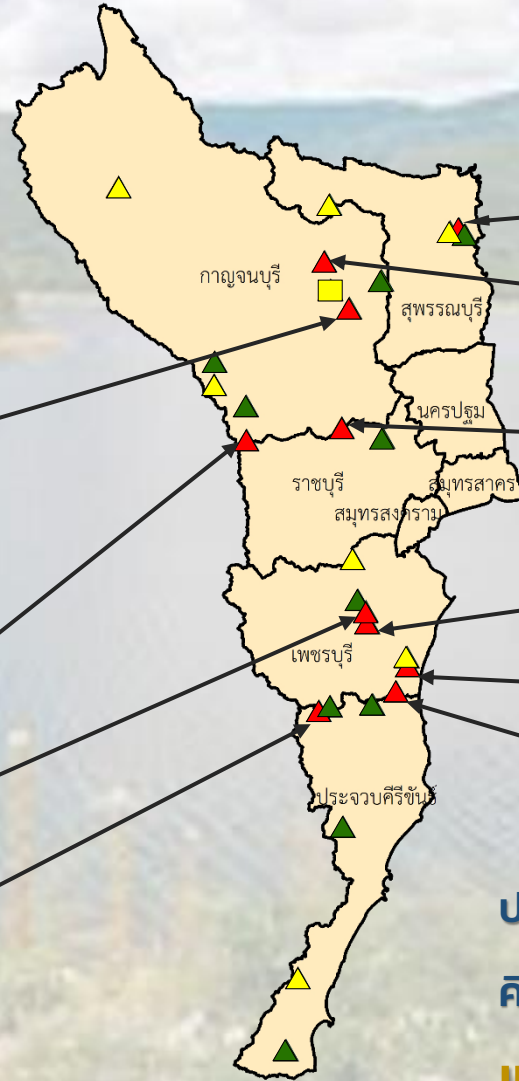 กาญจนบุรี
สุพรรณบุรี
นครปฐม
ราชบุรี
สมุทรสาคร
สมุทรสงคราม
เพชรบุรี
ประจวบคีรีขันธ์